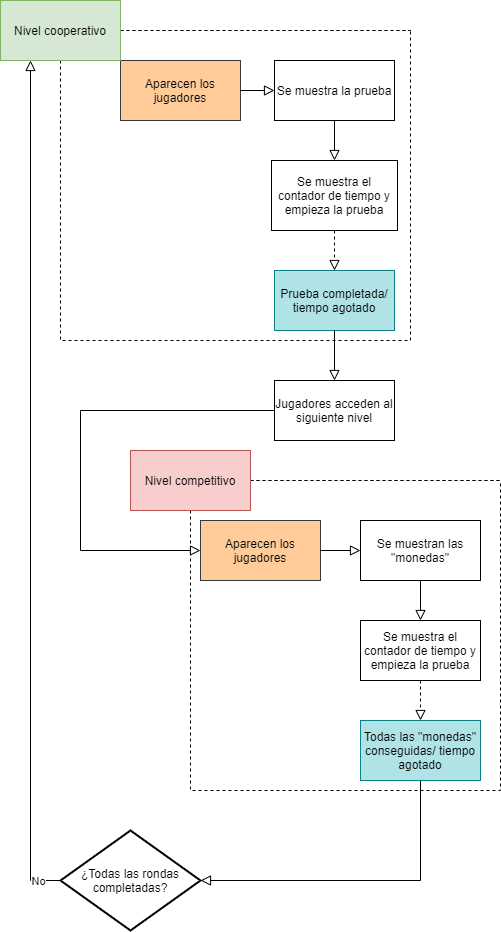 Nivel cooperativo
Aparecen los
jugadores
Se muestra la prueba
Se muestra el
contador de tiempo y
empieza la prueba
Prueba completada/
tiempo agotado
Jugadores acceden al
siguiente nivel
Nivel competitivo
Aparecen los
jugadores
Se muestran las
"monedas"
Se muestra el
contador de tiempo y
empieza la prueba
Todas las "monedas"
conseguidas/ tiempo
agotado
¿Todas las rondas
completadas?
No